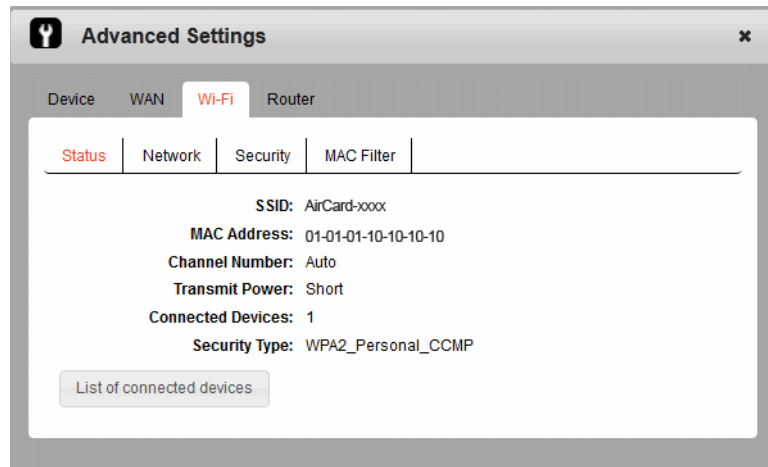 Advanced Settings
Device WAN Wi-Fi Router
Status Network Security MAC Filter
SSID: AirCard-xxxx
MAC Address: 01-01-01-10-10-10-10
Channel Number: Auto
Transmit Power: Short
Connected Devices: 1
Security Type: WPA2_Personal_CCMP
List of connected devices